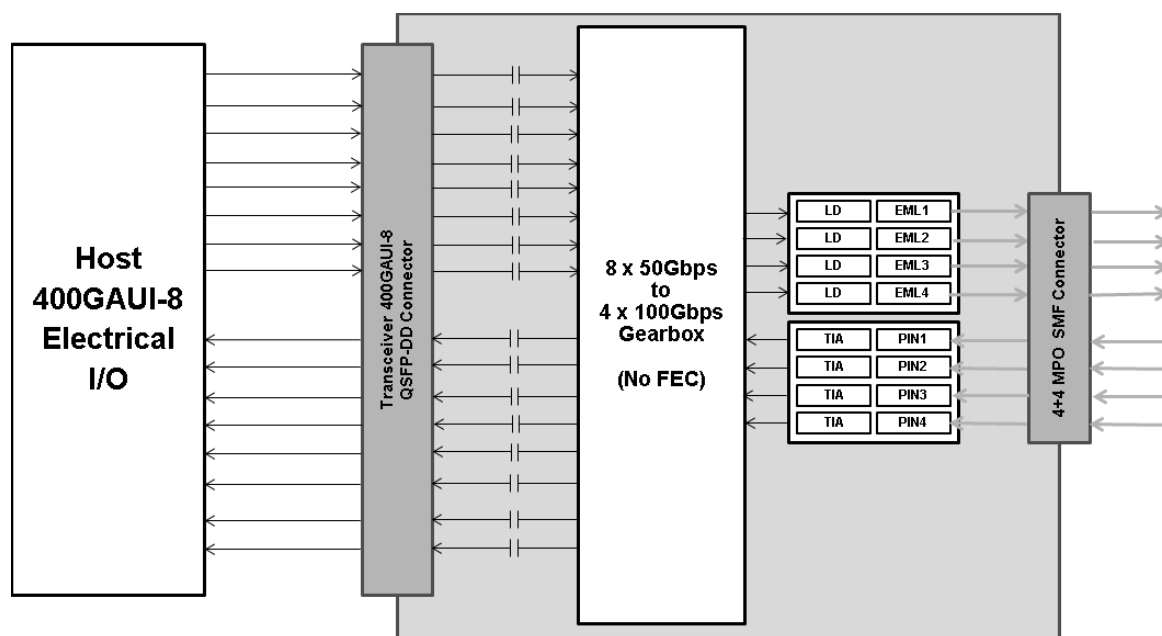 Host
400GAUI-8
Electrical
I/O
Transceiver 400GAUI-8
QSFP-DD Connector
8 x 50Gbps
to
4 x 100Gbps
Gearbox
(No FEC)
LD EML1
LD EML2
LD EML3
LD EML4
TIA PIN1
TIA PIN2
TIA PIN3
TIA PIN4
4+4 MPO SMF Connector